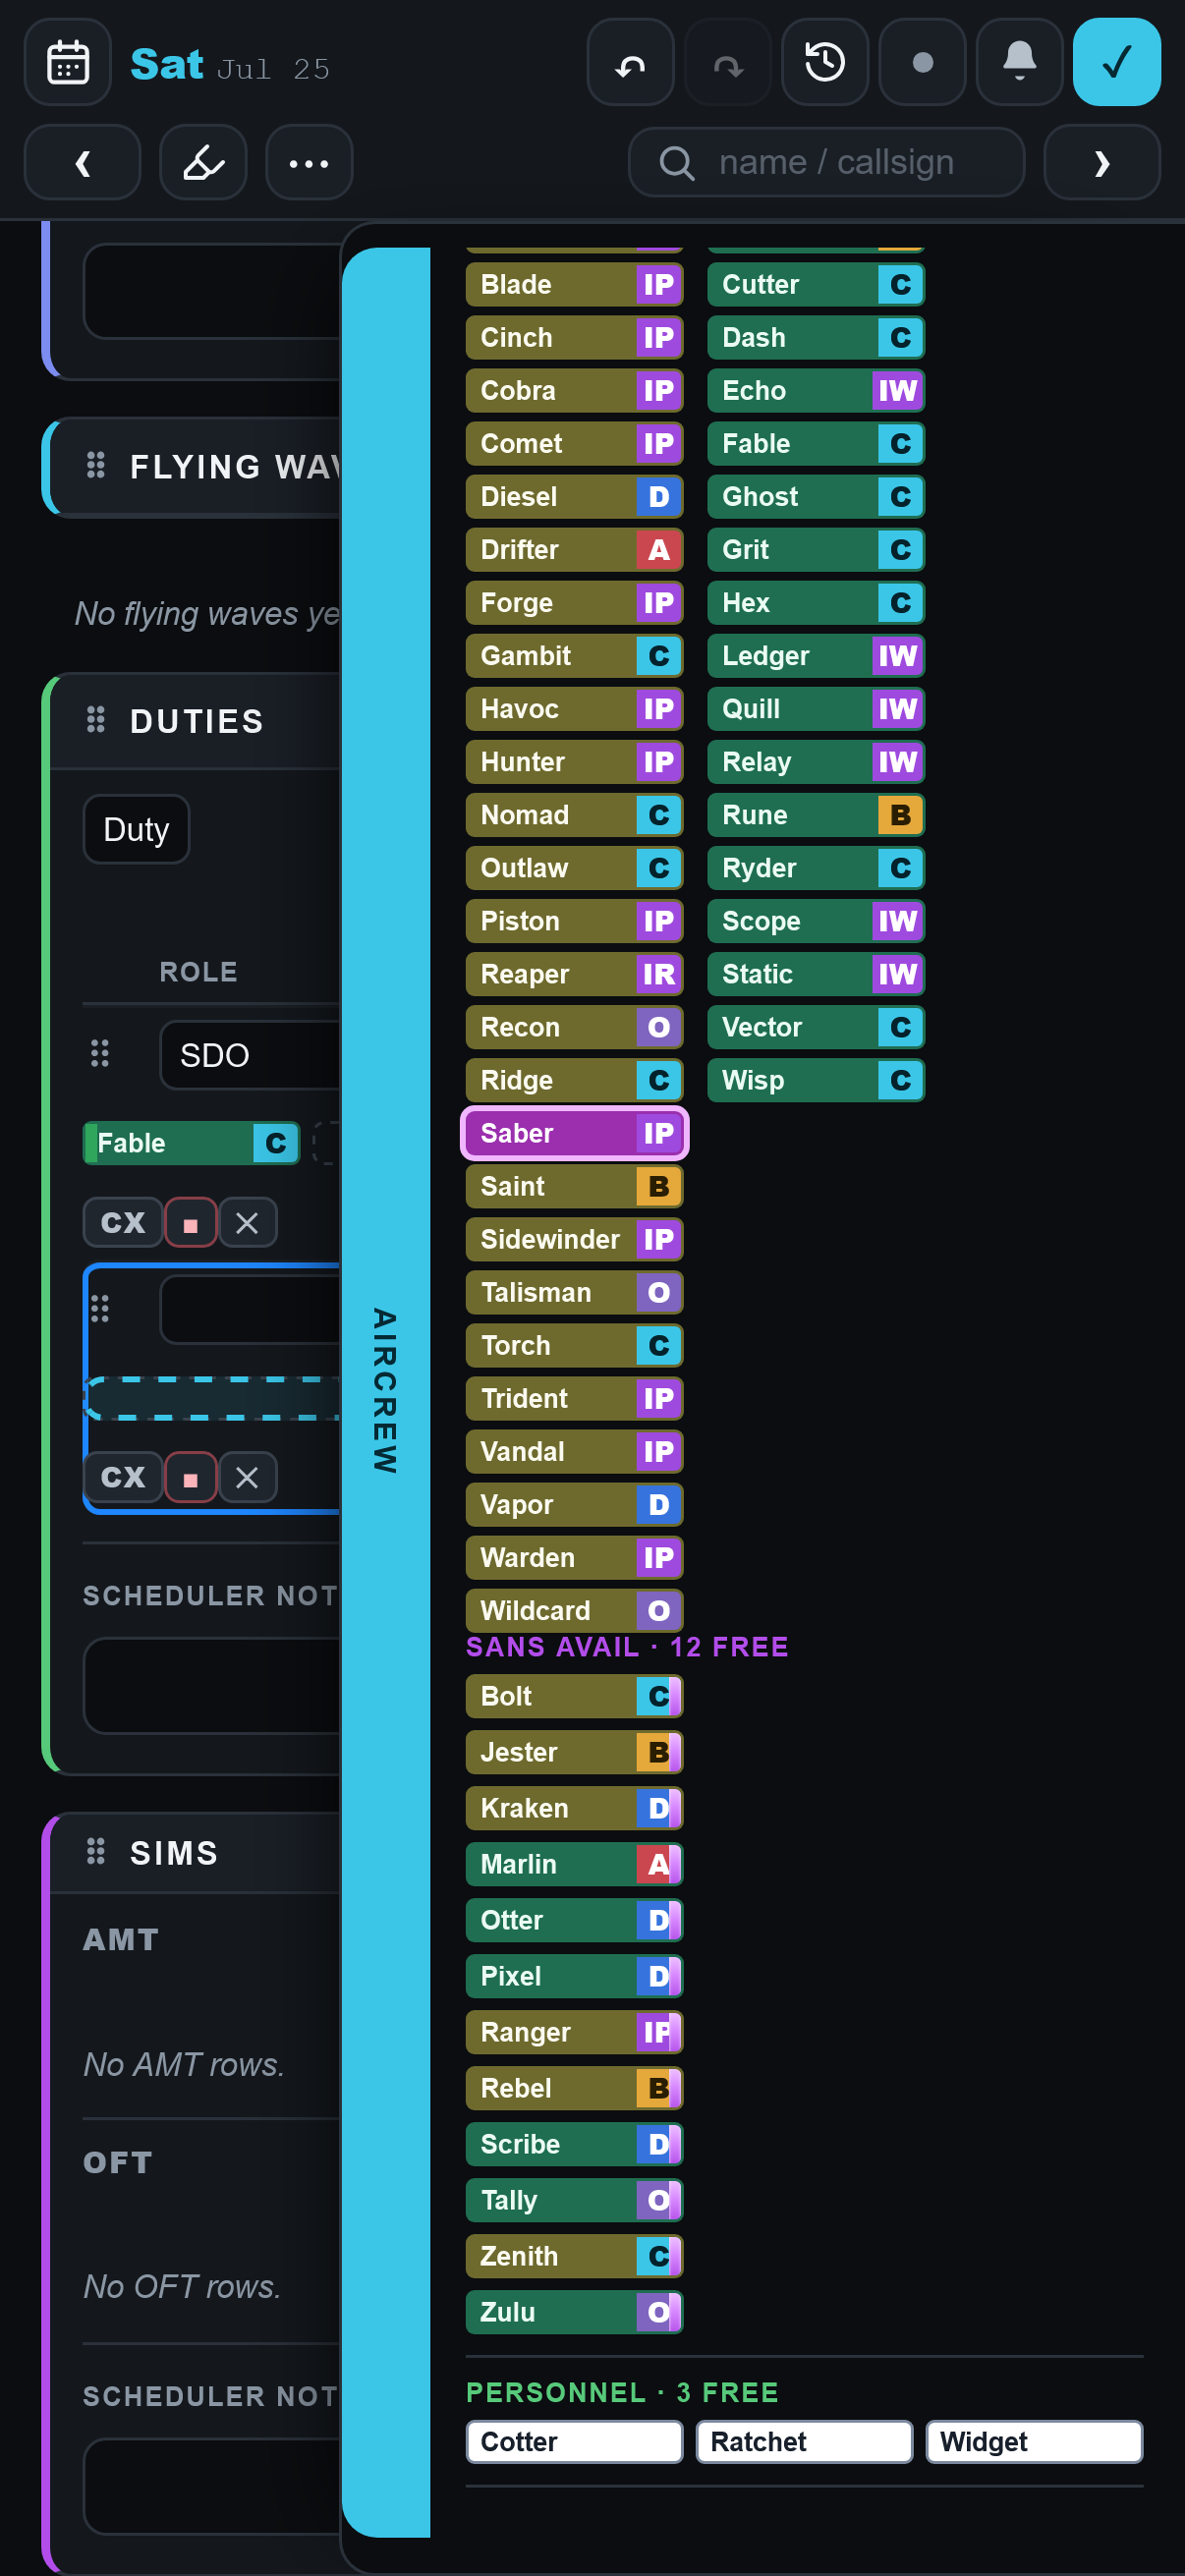 Sat Jul 25
name / callsign
FLYING WAV
No flying waves ye
DUTIES
Duty
ROLE
SDO
Fable C
CX
CX
SCHEDULER NOT
SIMS
AMT
No AMT rows.
OFT
No OFT rows.
SCHEDULER NOT
AIRCREW
Blade IP Cutter C
Cinch IP Dash C
Cobra IP Echo IW
Comet IP Fable C
Diesel D Ghost C
Drifter A Grit C
Forge IP Hex C
Gambit C Ledger IW
Havoc IP Quill IW
Hunter IP Relay IW
Nomad C Rune B
Outlaw C Ryder C
Piston IP Scope IW
Reaper IR Static IW
Recon O Vector C
Ridge C Wisp C
Saber IP
Saint B
Sidewinder IP
Talisman O
Torch C
Trident IP
Vandal IP
Vapor D
Warden IP
Wildcard O
SANS AVAIL · 12 FREE
Bolt C
Jester B
Kraken D
Marlin A
Otter D
Pixel D
Ranger IP
Rebel B
Scribe D
Tally O
Zenith C
Zulu O
PERSONNEL · 3 FREE
Cotter Ratchet Widget